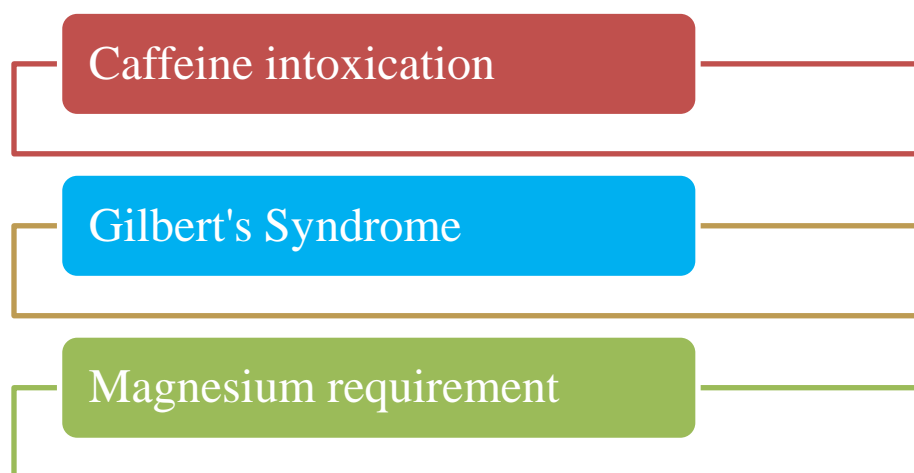 Caffeine intoxication
Gilbert's Syndrome
Magnesium requirement